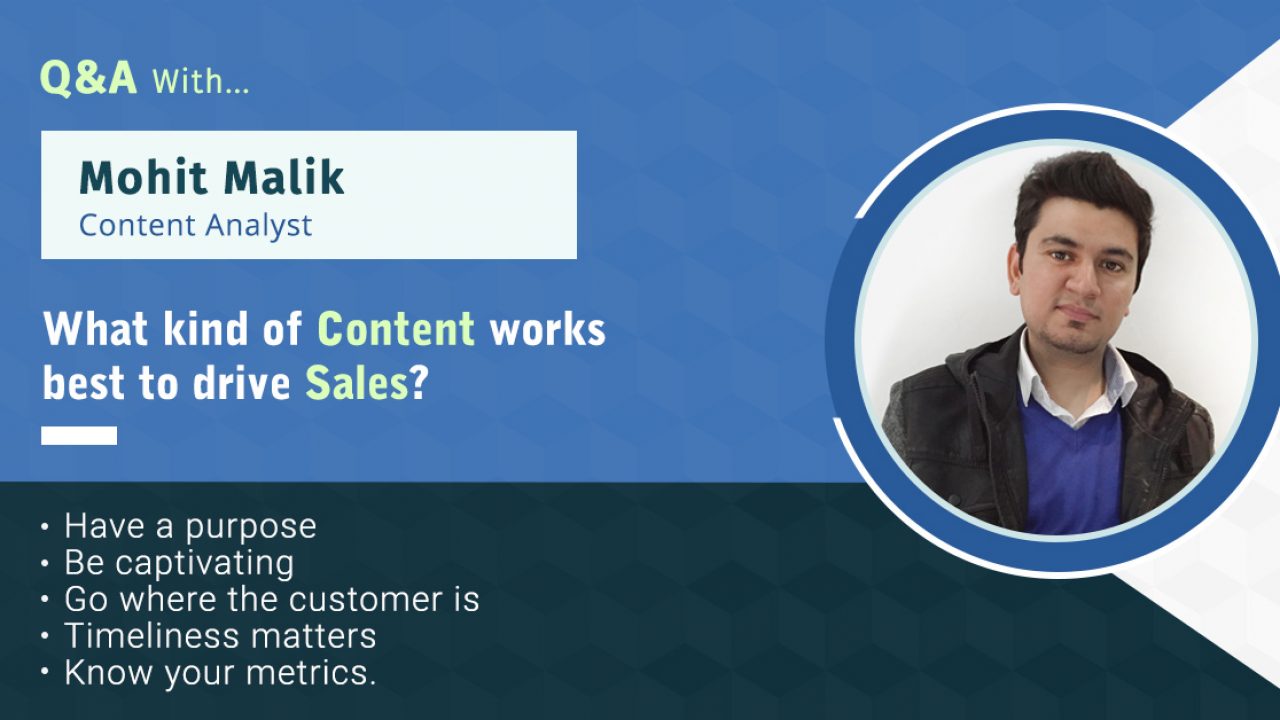 Q&A With...
Mohit Malik
Content Analyst
What kind of Content works
best to drive Sales?
• Have a purpose
• Be captivating
• Go where the customer is
• Timeliness matters
• Know your metrics.